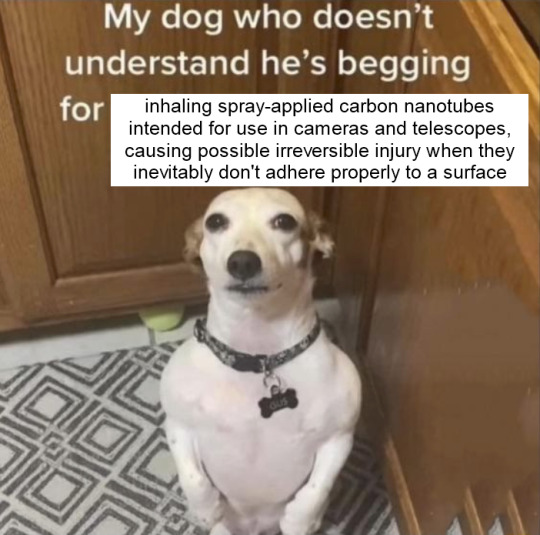 My dog who doesn't
understand he's begging
for inhaling spray-applied carbon nanotubes
intended for use in cameras and telescopes,
causing possible irreversible injury when they
inevitably don't adhere properly to a surface
GUS